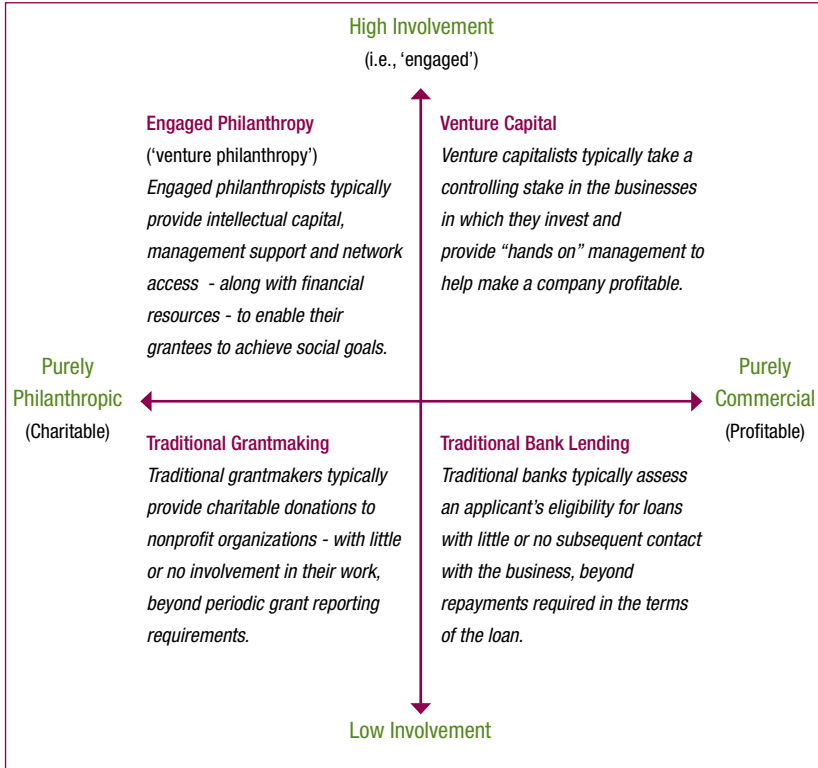 High Involvement
(i.e., ‘engaged’)
Engaged Philanthropy
(‘venture philanthropy’)
Engaged philanthropists typically
provide intellectual capital,
management support and network
access - along with financial
resources - to enable their
grantees to achieve social goals.
Venture Capital
Venture capitalists typically take a
controlling stake in the businesses
in which they invest and
provide “hands on” management to
help make a company profitable.
Purely
Philanthropic
(Charitable)
Purely
Commercial
(Profitable)
Traditional Grantmaking
Traditional grantmakers typically
provide charitable donations to
nonprofit organizations - with little
or no involvement in their work,
beyond periodic grant reporting
requirements.
Traditional Bank Lending
Traditional banks typically assess
an applicant’s eligibility for loans
with little or no subsequent contact
with the business, beyond
repayments required in the terms
of the loan.
Low Involvement